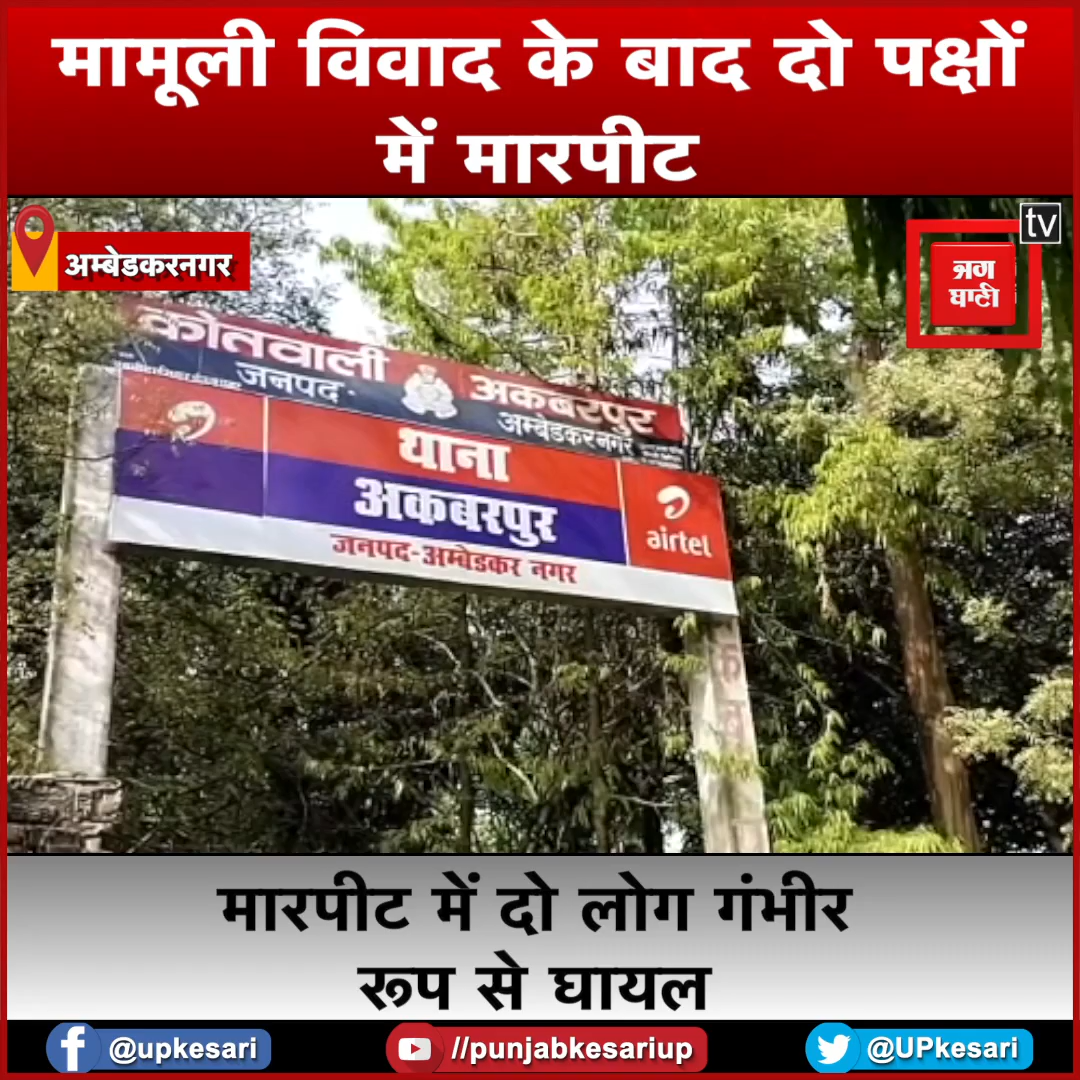 मामूली विवाद के बाद दो पक्षों
में मारपीट
अम्बेडकरनगर
tv
ਜਗ
ਬਾਣੀ
कोतवाली अकबरपुर
जनपद अम्बेडकरनगर
थाना
अकबरपुर
जनपद-अम्बेडकर नगर
airtel
मारपीट में दो लोग गंभीर
रूप से घायल
@upkesari
//punjabkesariup
@UPkesari